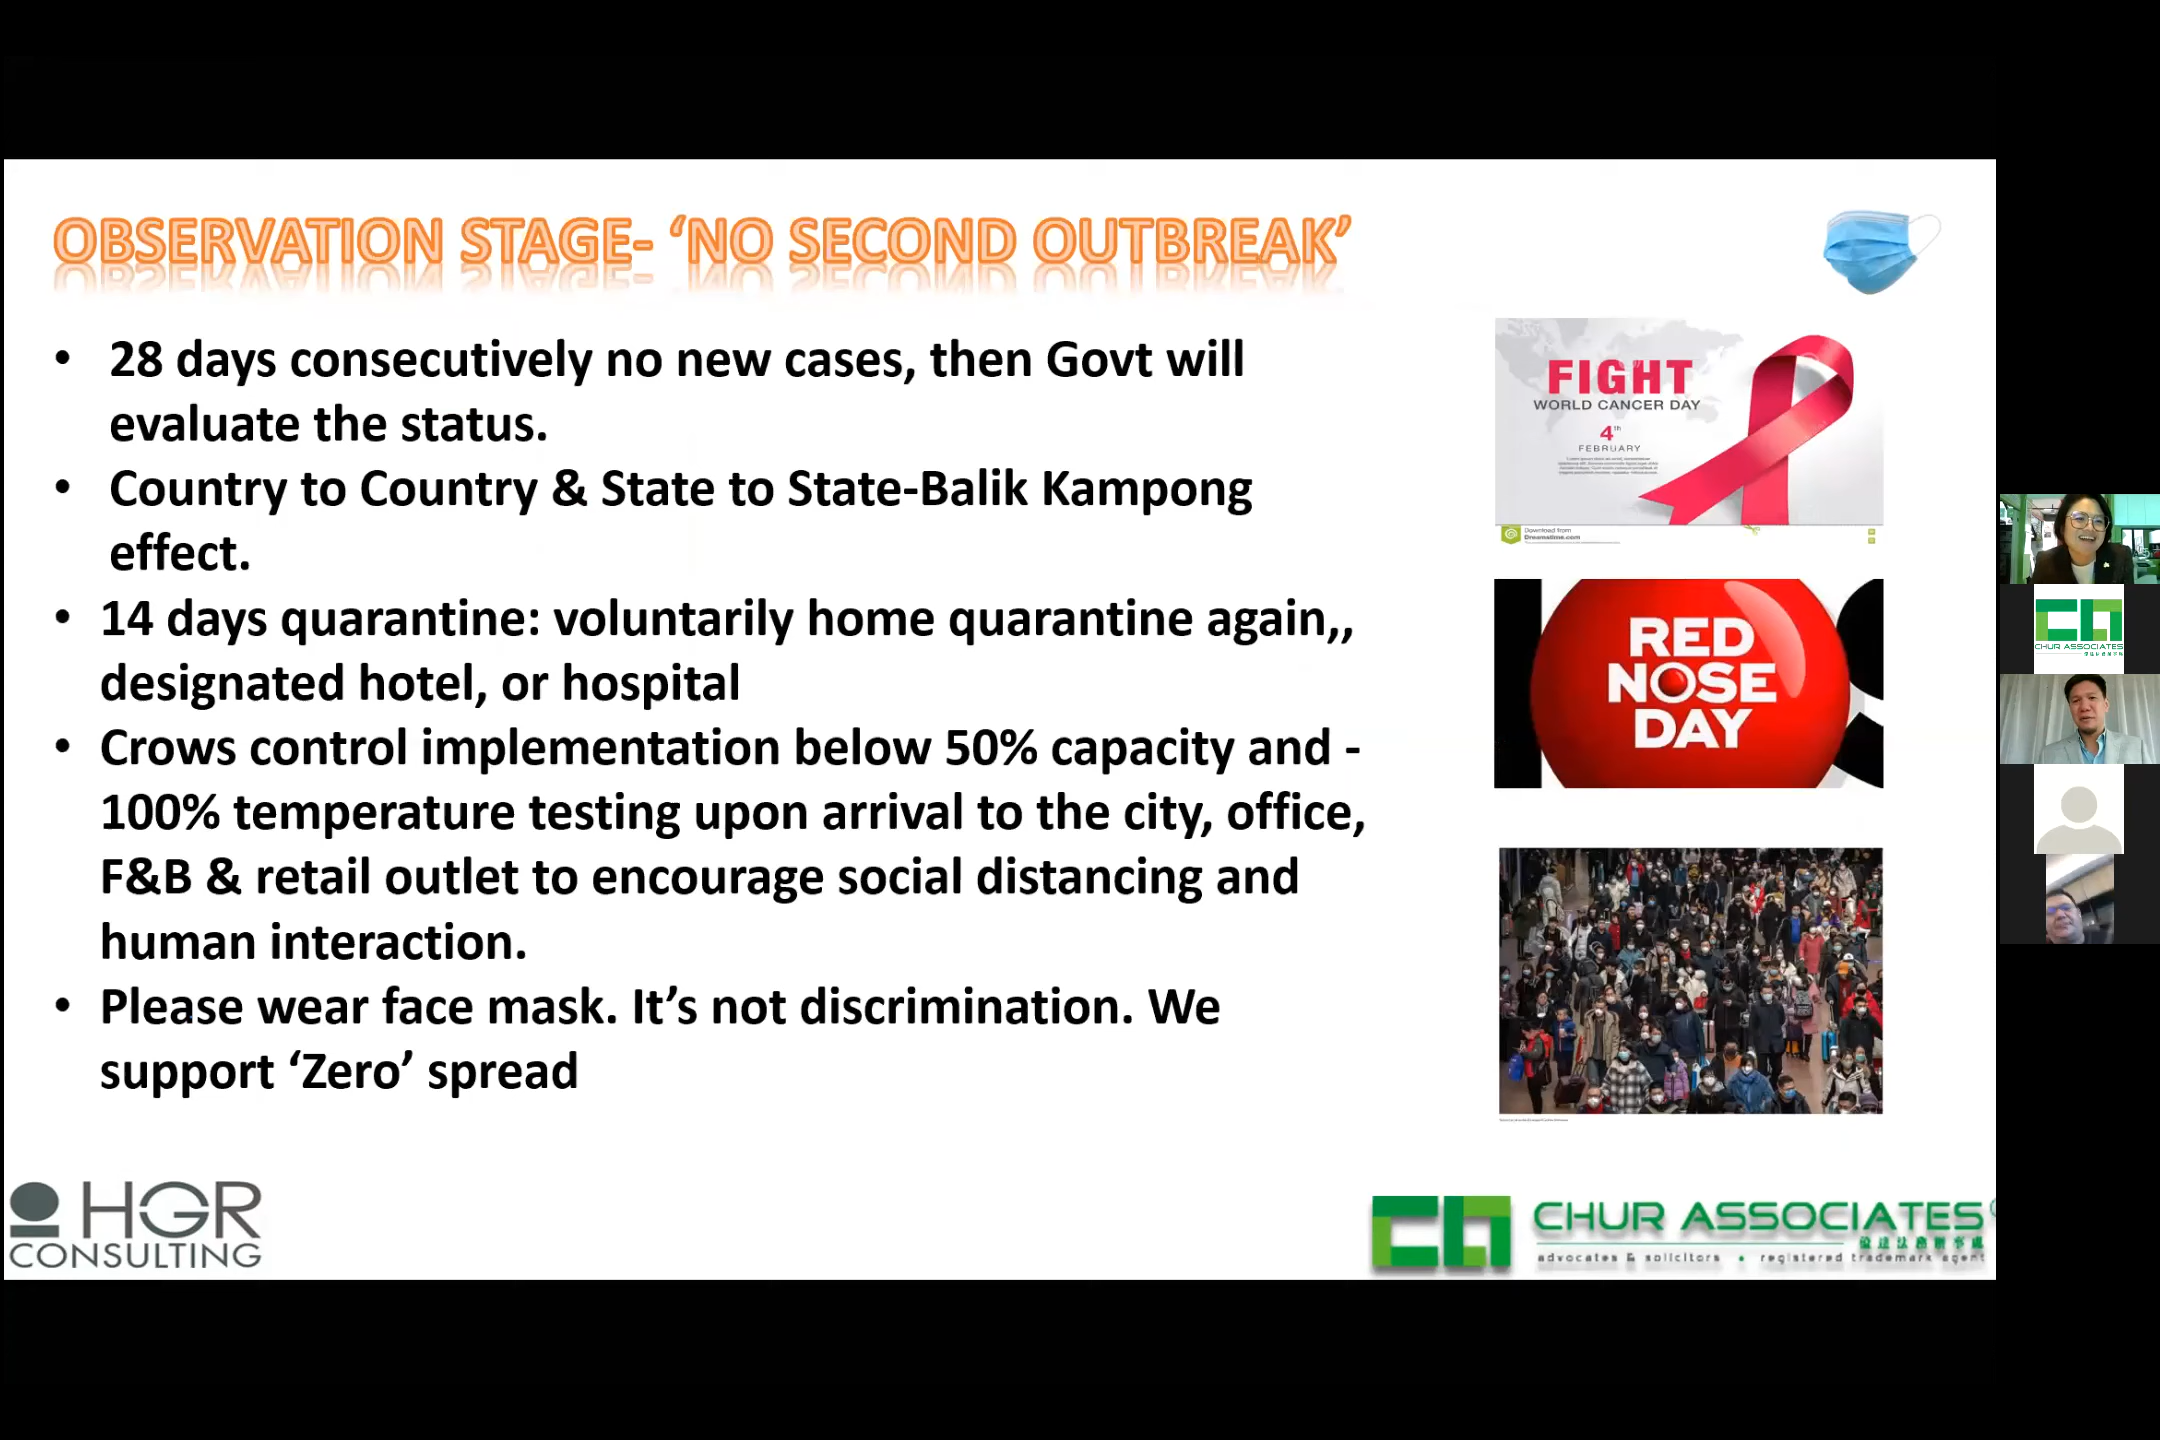 OBSERVATION STAGE- ‘NO SECOND OUTBREAK’
• 28 days consecutively no new cases, then Govt will
evaluate the status.
• Country to Country & State to State-Balik Kampong
effect.
• 14 days quarantine: voluntarily home quarantine again,,
designated hotel, or hospital
• Crows control implementation below 50% capacity and -
100% temperature testing upon arrival to the city, office,
F&B & retail outlet to encourage social distancing and
human interaction.
• Please wear face mask. It’s not discrimination. We
support ‘Zero’ spread
FIGHT
WORLD CANCER DAY
4th
FEBRUARY
Download from
Dreamstime.com
RED
NOSE
DAY
HGR
CONSULTING
CHUR ASSOCIATES
advocates & solicitors • registered trademark agent
CHUR ASSOCIATES